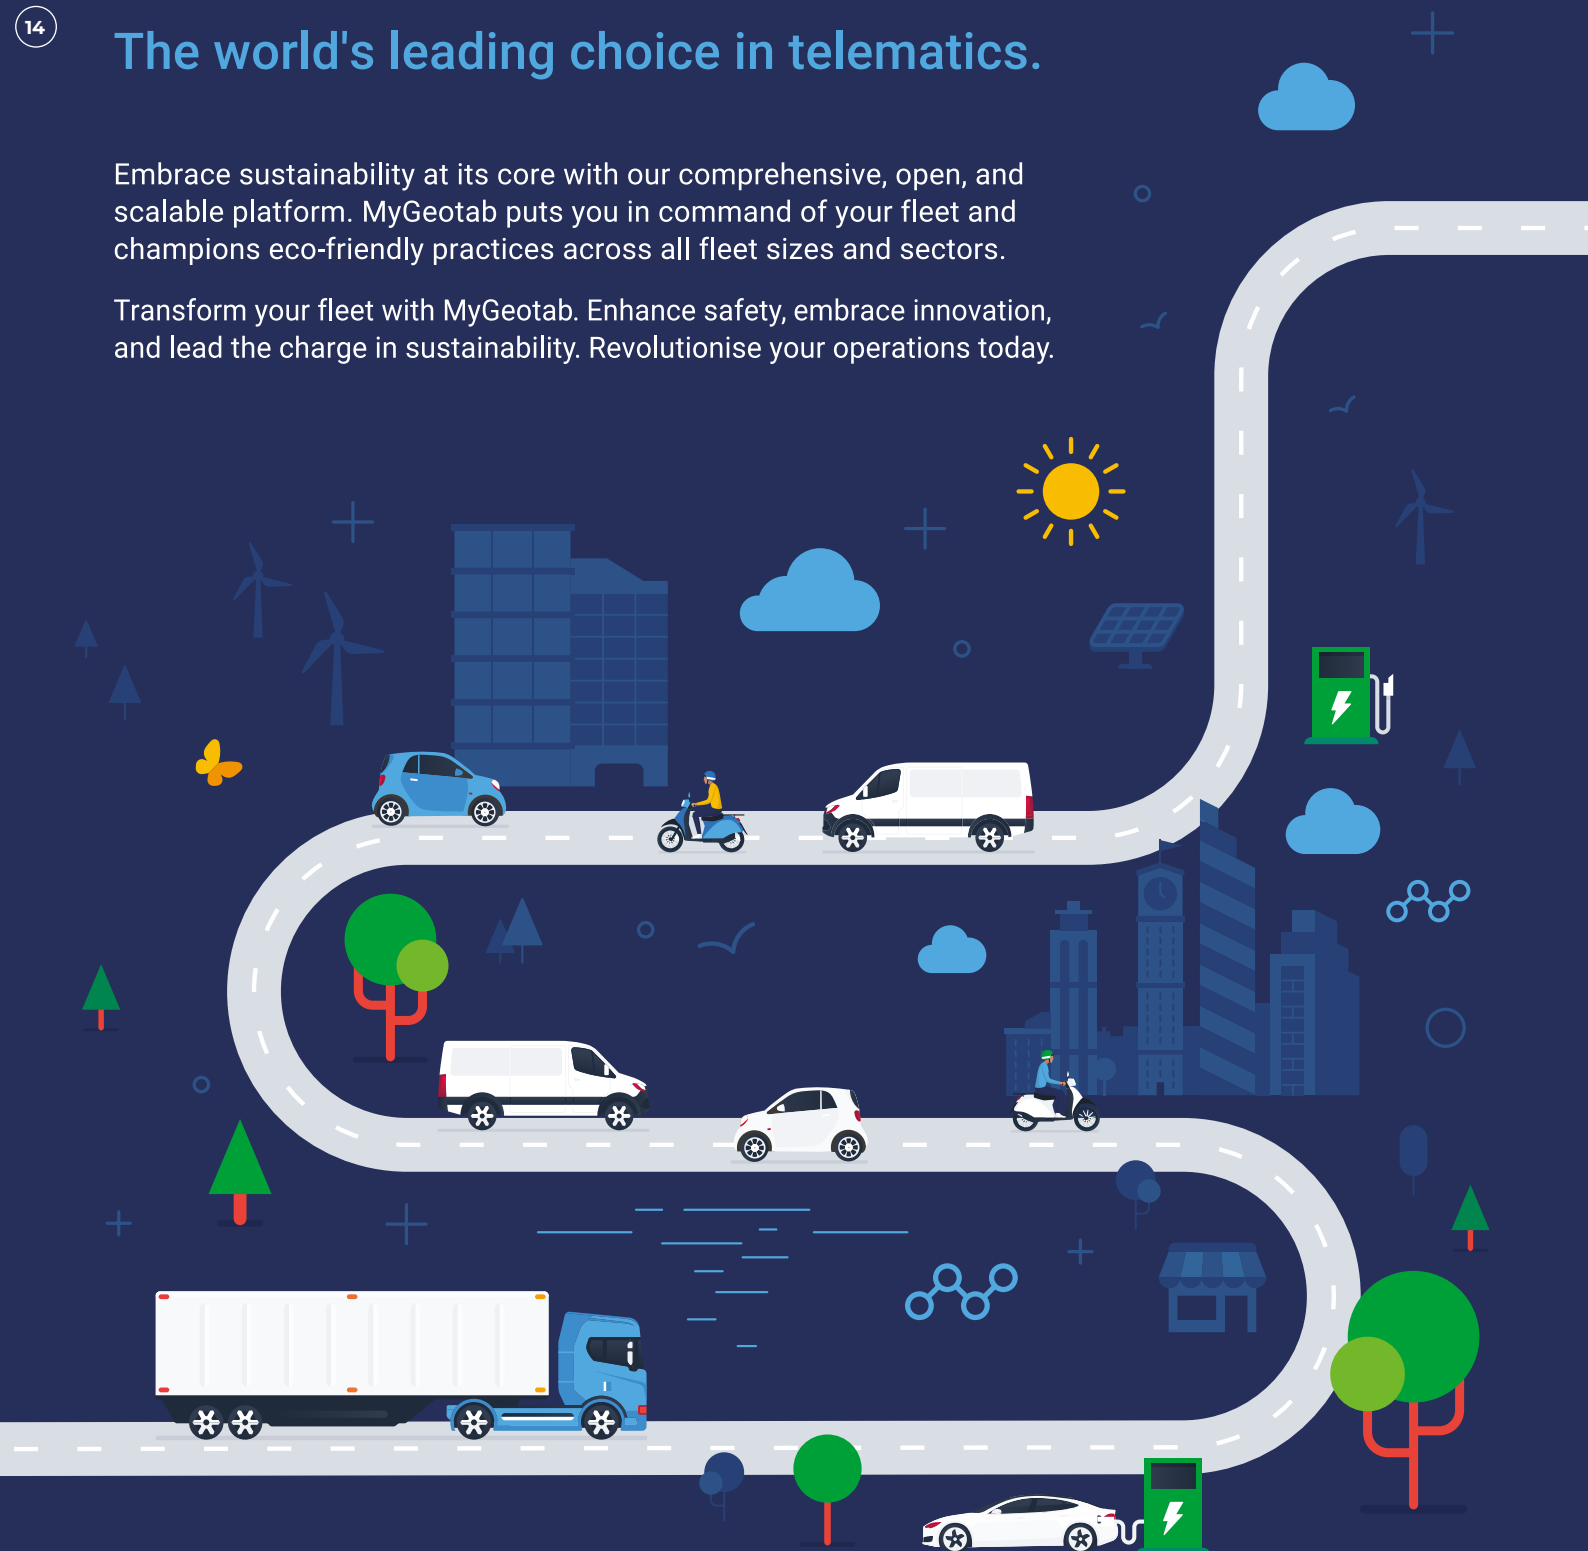 14
The world's leading choice in telematics.
Embrace sustainability at its core with our comprehensive, open, and
scalable platform. MyGeotab puts you in command of your fleet and
champions eco-friendly practices across all fleet sizes and sectors.
Transform your fleet with MyGeotab. Enhance safety, embrace innovation,
and lead the charge in sustainability. Revolutionise your operations today.